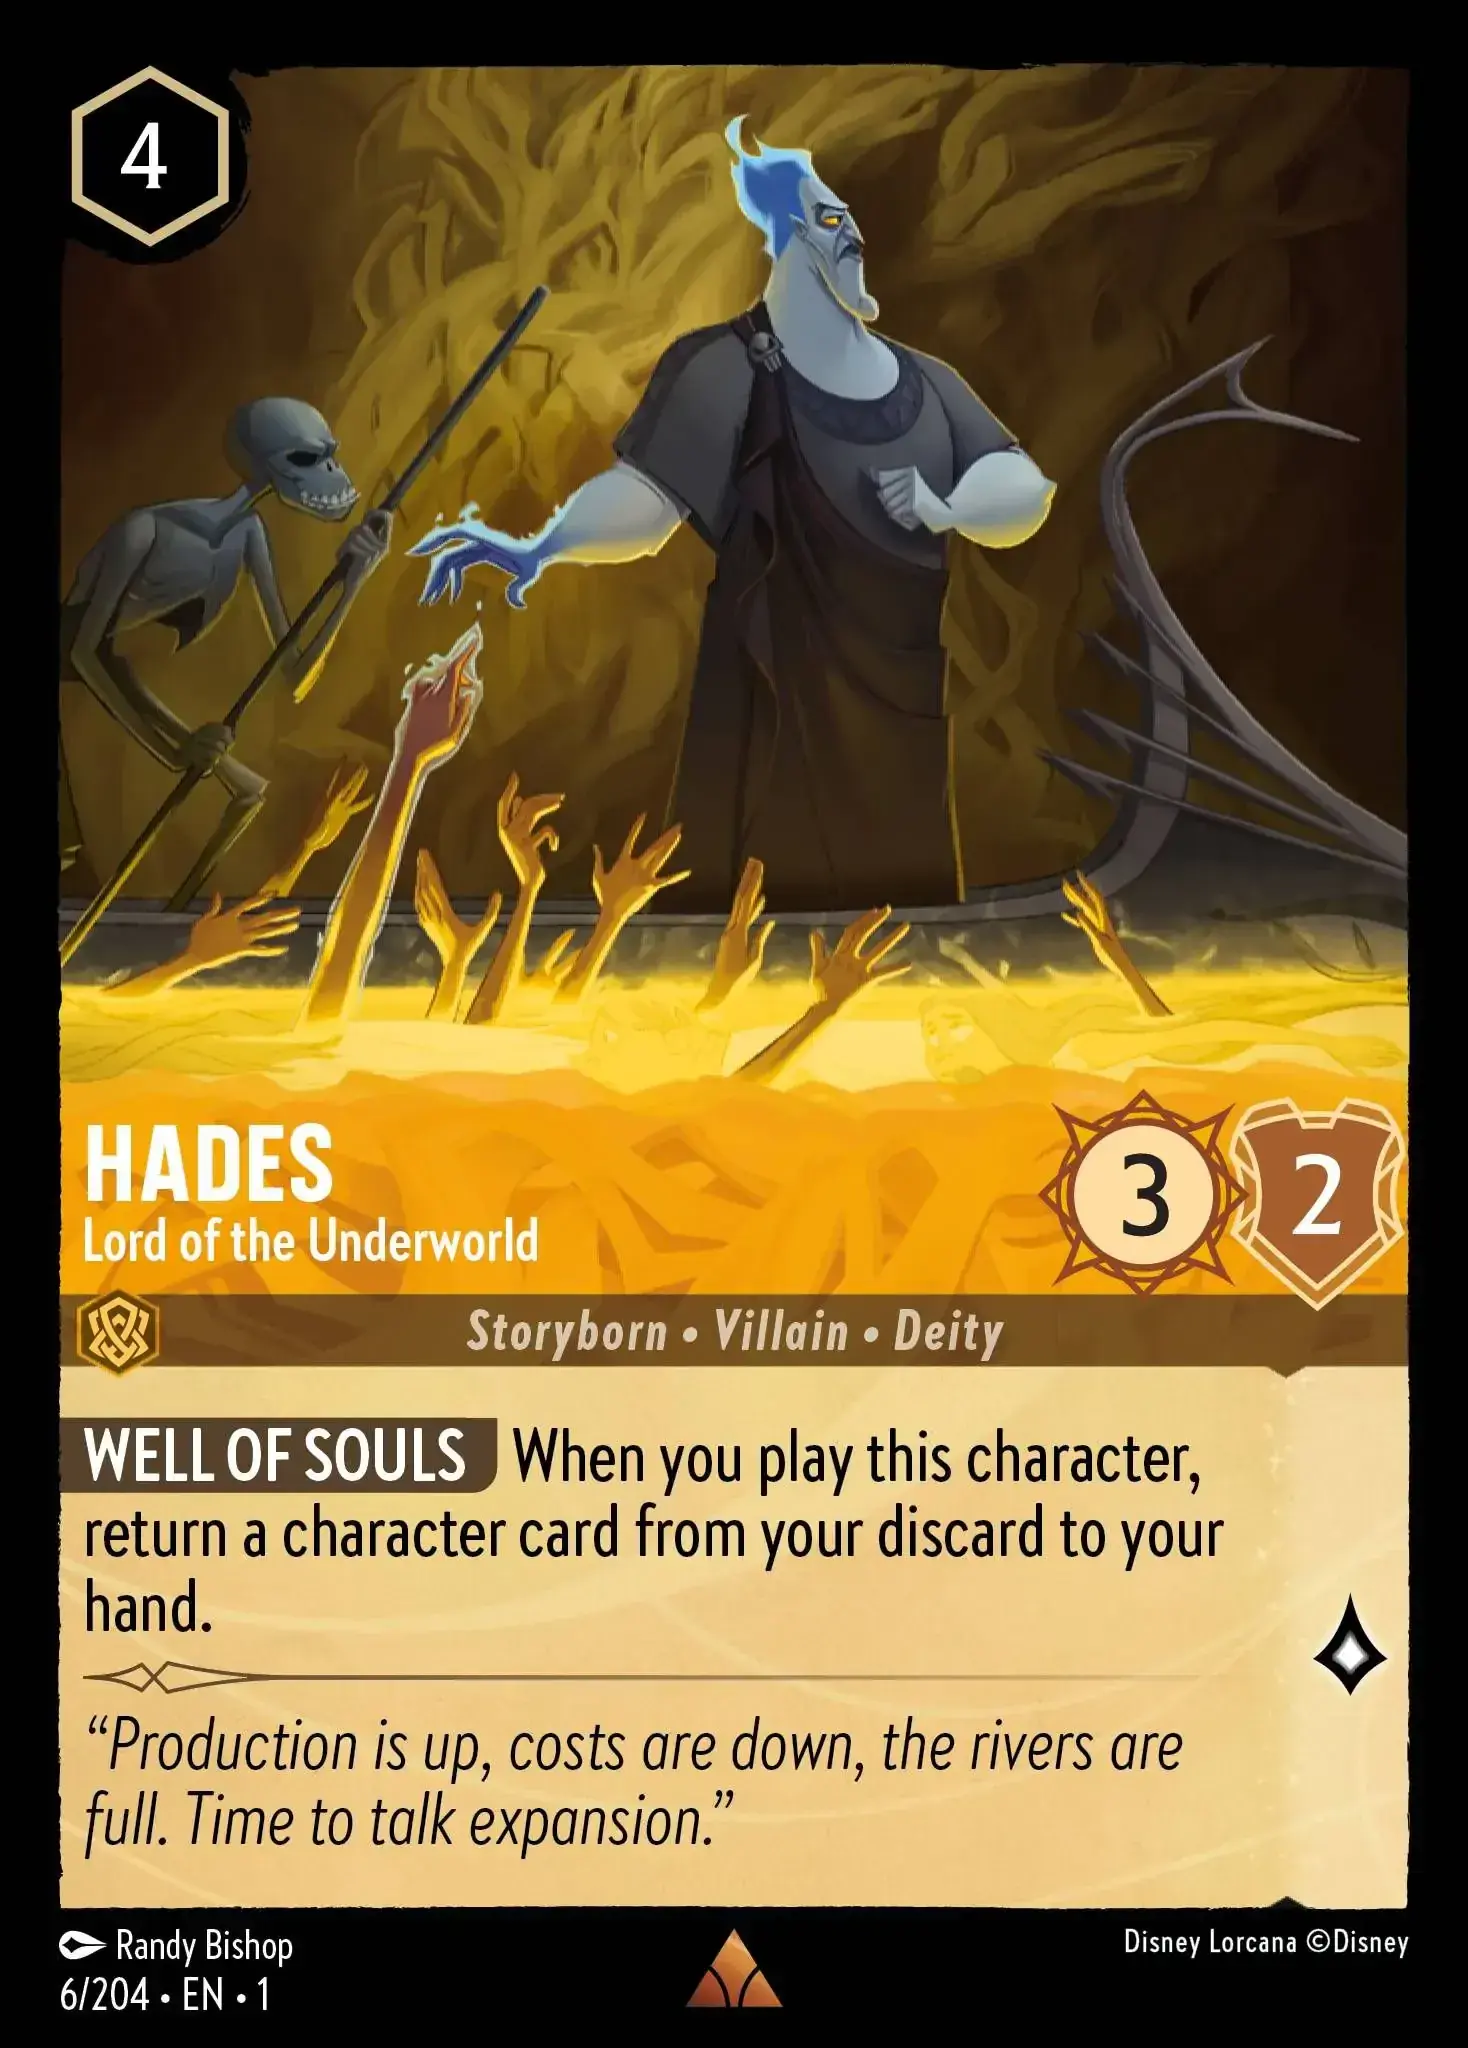 4
HADES
Lord of the Underworld
3
2
Storyborn • Villain • Deity
WELL OF SOULS When you play this character,
return a character card from your discard to your
hand.
“Production is up, costs are down, the rivers are
full. Time to talk expansion.”
Randy Bishop
6/204 • EN • 1
Disney Lorcana ©Disney